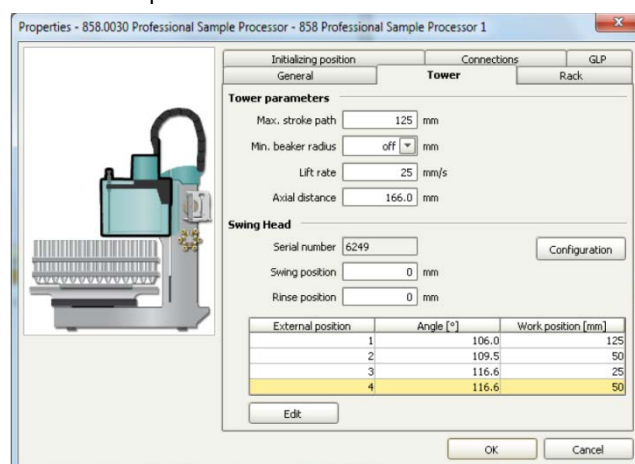 Properties - 858.0030 Professional Sample Processor - 858 Professional Sample Processor 1
Initializing position Connections GLP
General Tower Rack
Tower parameters
Max. stroke path 125 mm
Min. beaker radius off mm
Lift rate 25 mm/s
Axial distance 166.0 mm
Swing Head
Serial number 6249 Configuration
Swing position 0 mm
Rinse position 0 mm
External position Angle [°] Work position [mm]
1 106.0 125
2 109.5 50
3 116.6 25
4 116.6 50
Edit
OK Cancel